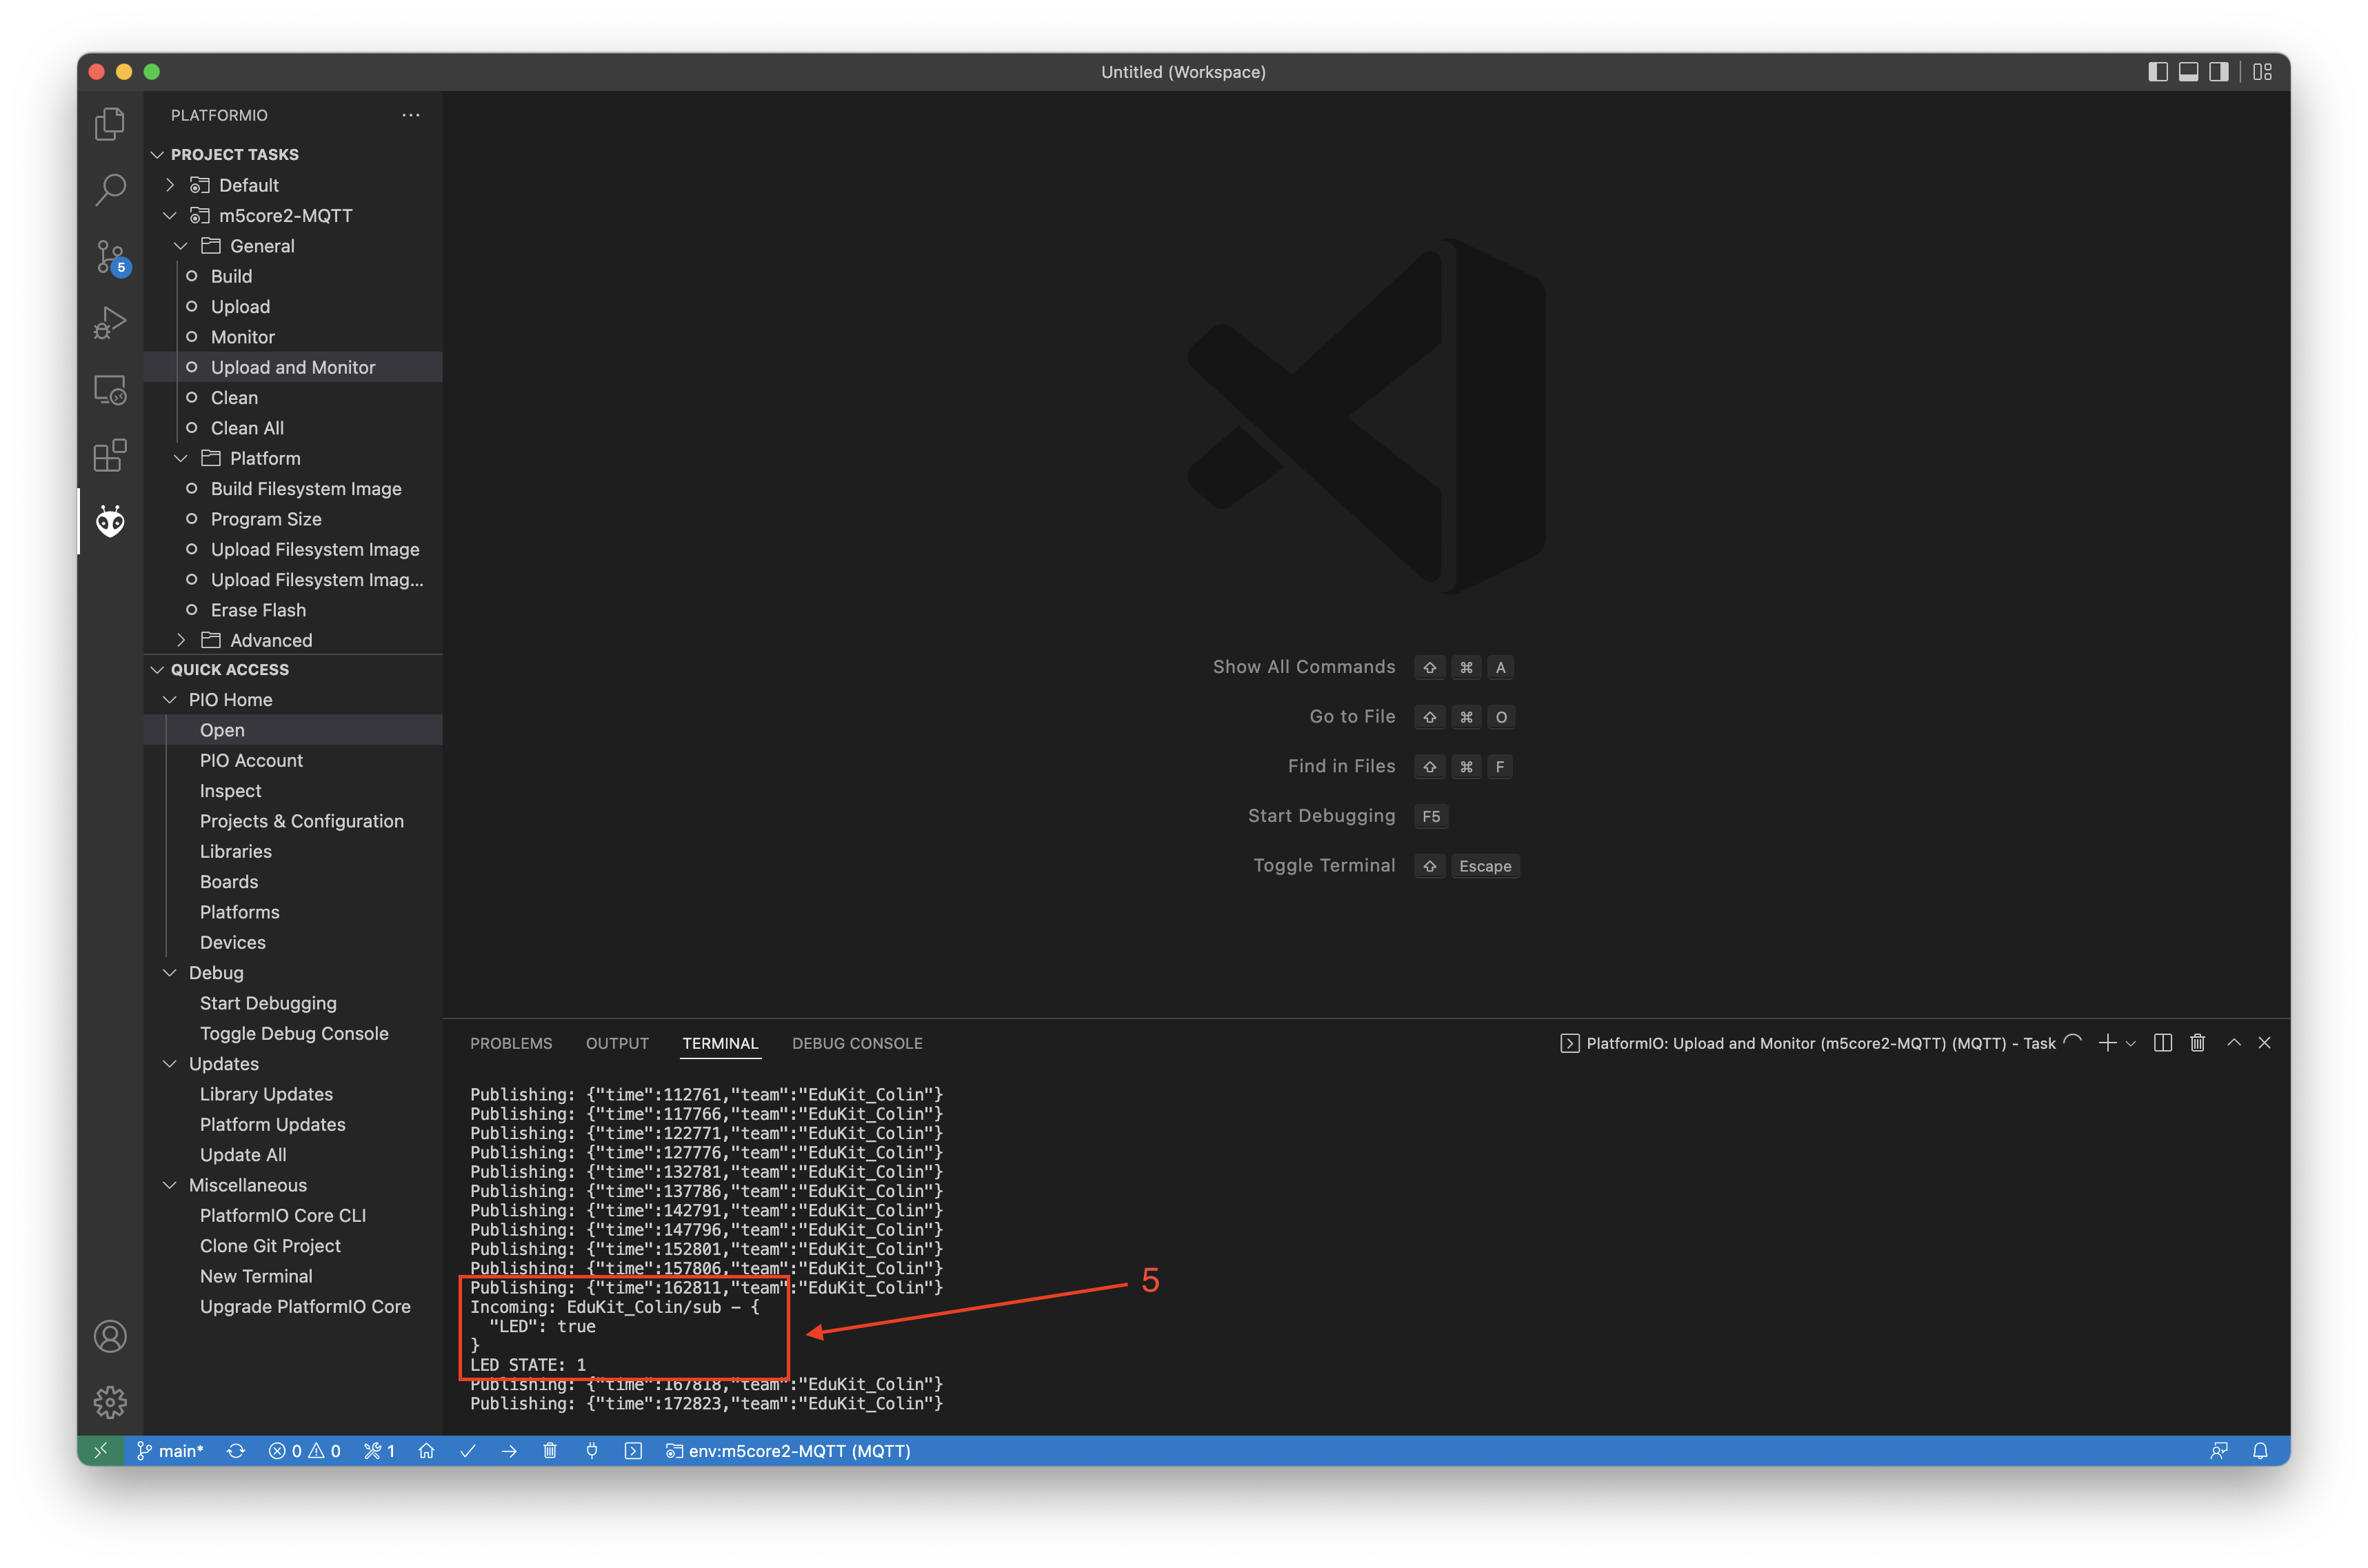 Untitled (Workspace)
PLATFORMIO
PROJECT TASKS
Default
m5core2-MQTT
General
Build
Upload
Monitor
Upload and Monitor
Clean
Clean All
Platform
Build Filesystem Image
Program Size
Upload Filesystem Image
Upload Filesystem Imag...
Erase Flash
Advanced
QUICK ACCESS
PIO Home
Open
PIO Account
Inspect
Projects & Configuration
Libraries
Boards
Platforms
Devices
Debug
Start Debugging
Toggle Debug Console
Updates
Library Updates
Platform Updates
Update All
Miscellaneous
PlatformIO Core CLI
Clone Git Project
New Terminal
Upgrade PlatformIO Core
5
Show All Commands ⇧ ⌘ A
Go to File ⇧ ⌘ O
Find in Files ⇧ ⌘ F
Start Debugging F5
Toggle Terminal ⇧ Escape
PROBLEMS OUTPUT TERMINAL DEBUG CONSOLE PlatformIO: Upload and Monitor (m5core2-MQTT) (MQTT) - Task
Publishing: {"time":112761,"team":"EduKit_Colin"}
Publishing: {"time":117766,"team":"EduKit_Colin"}
Publishing: {"time":122771,"team":"EduKit_Colin"}
Publishing: {"time":127776,"team":"EduKit_Colin"}
Publishing: {"time":132781,"team":"EduKit_Colin"}
Publishing: {"time":137786,"team":"EduKit_Colin"}
Publishing: {"time":142791,"team":"EduKit_Colin"}
Publishing: {"time":147796,"team":"EduKit_Colin"}
Publishing: {"time":152801,"team":"EduKit_Colin"}
Publishing: {"time":157806,"team":"EduKit_Colin"}
Publishing: {"time":162811,"team":"EduKit_Colin"}
Incoming: EduKit_Colin/sub - {
"LED": true
}
LED STATE: 1
Publishing: {"time":167818,"team":"EduKit_Colin"}
Publishing: {"time":172823,"team":"EduKit_Colin"}
5
main* 0 0 1 env:m5core2-MQTT (MQTT)